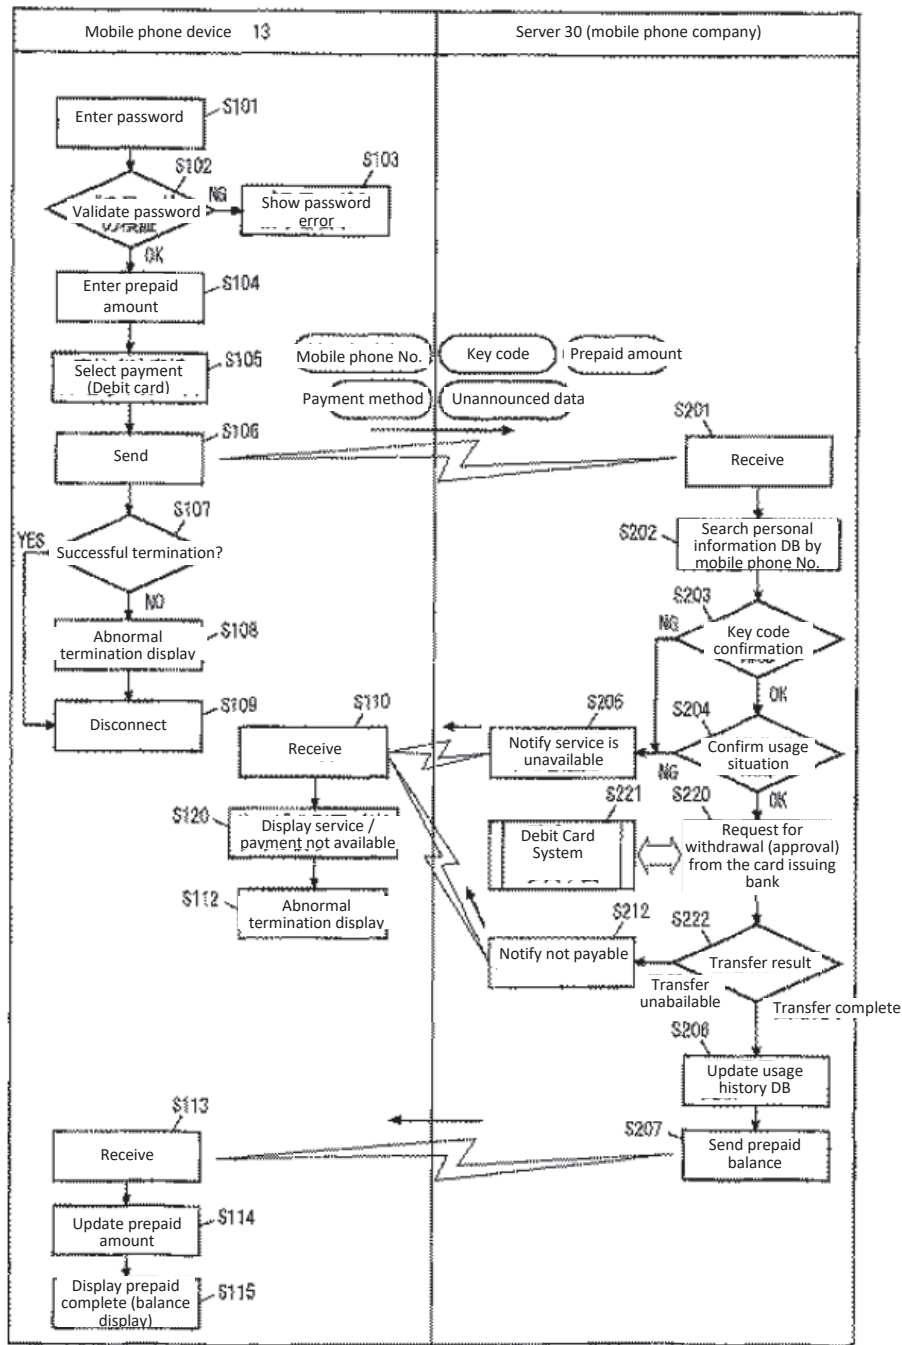 Mobile phone device 13
Server 30 (mobile phone company)
S101
Enter password
S102
Validate password
NG
OK
S103
Show password
error
S104
Enter prepaid
amount
S105
Select payment
(Debit card)
Mobile phone No.
Key code
Prepaid amount
Payment method
Unannounced data
S106
Send
S201
Receive
S107
YES
Successful termination?
NO
S202
Search personal
information DB by
mobile phone No.
S108
Abnormal
termination display
S203
NG
Key code
confirmation
OK
S109
Disconnect
S110
Receive
S205
Notify service is
unavailable
S204
NG
Confirm usage
situation
OK
S120
Display service /
payment not available
S221
Debit Card
System
S220
Request for
withdrawal (approval)
from the card issuing
bank
S112
Abnormal
termination display
S212
Notify not payable
S222
Transfer result
Transfer
unabailable
Transfer complete
S206
Update usage
history DB
S113
Receive
S207
Send prepaid
balance
S114
Update prepaid
amount
S115
Display prepaid
complete (balance
display)